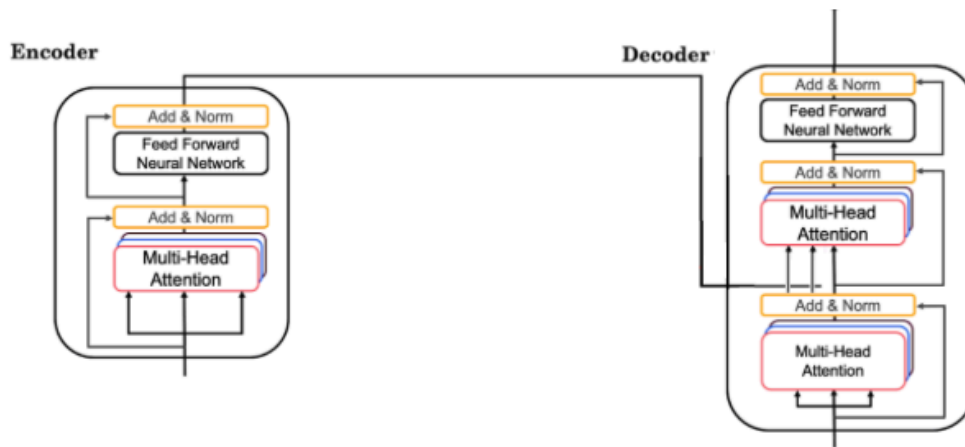 Encoder
Add & Norm
Feed Forward
Neural Network
Add & Norm
Multi-Head
Attention
Decoder
Add & Norm
Feed Forward
Neural Network
Add & Norm
Multi-Head
Attention
Add & Norm
Multi-Head
Attention